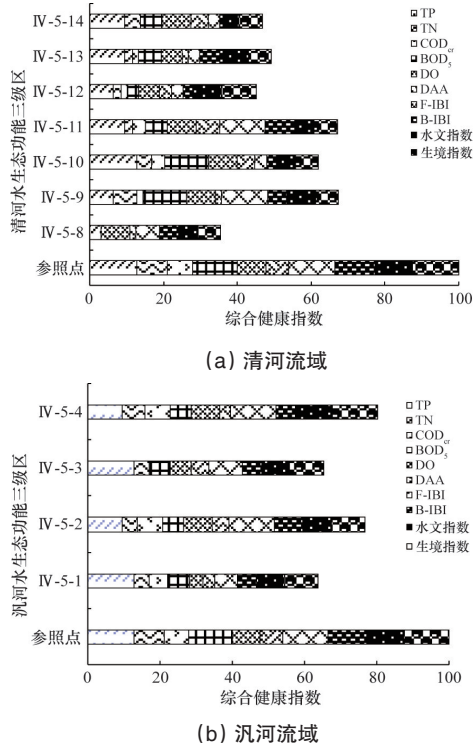 清河水生态功能三级区
Ⅳ-5-14
Ⅳ-5-13
Ⅳ-5-12
Ⅳ-5-11
Ⅳ-5-10
Ⅳ-5-9
Ⅳ-5-8
参照点
0 20 40 60 80 100
综合健康指数
TP
TN
CODcr
BOD5
DO
DAA
F-IBI
B-IBI
水文指数
生境指数
(a) 清河流域
汎河水生态功能三级区
Ⅳ-5-4
Ⅳ-5-3
Ⅳ-5-2
Ⅳ-5-1
参照点
0 20 40 60 80 100
综合健康指数
TP
TN
CODcr
BOD5
DO
DAA
F-IBI
B-IBI
水文指数
生境指数
(b) 汎河流域